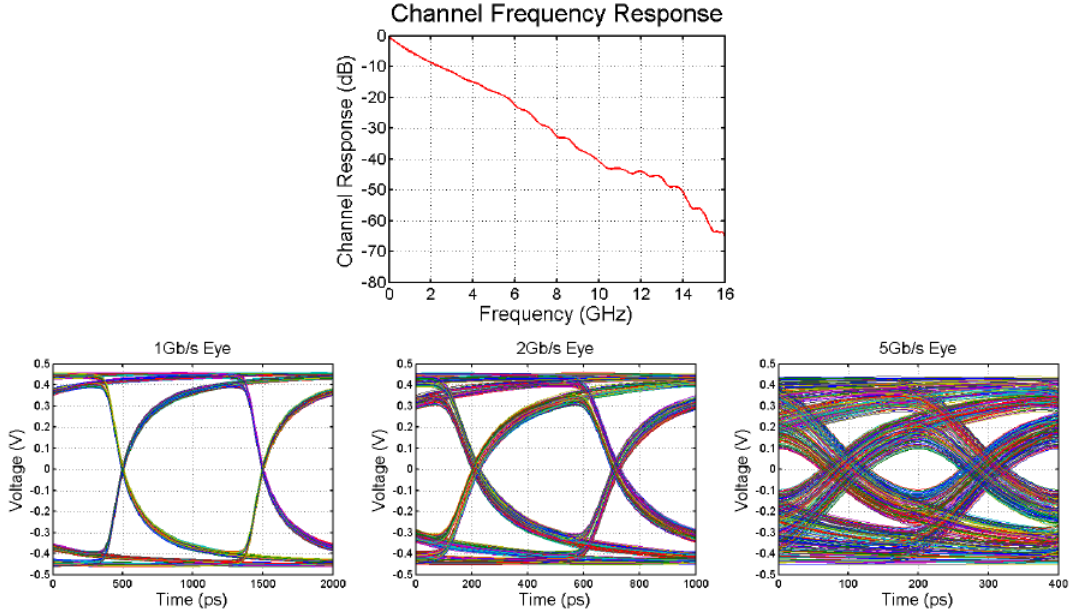 Channel Frequency Response
0
-10
-20
-30
-40
-50
-60
-70
-80
Channel Response (dB)
0 2 4 6 8 10 12 14 16
Frequency (GHz)
1Gb/s Eye
0.5
0.4
0.3
0.2
0.1
0
-0.1
-0.2
-0.3
-0.4
-0.5
Voltage (V)
0 500 1000 1500 2000
Time (ps)
2Gb/s Eye
0.5
0.4
0.3
0.2
0.1
0
-0.1
-0.2
-0.3
-0.4
-0.5
Voltage (V)
0 200 400 600 800 1000
Time (ps)
5Gb/s Eye
0.5
0.4
0.3
0.2
0.1
0
-0.1
-0.2
-0.3
-0.4
-0.5
Voltage (V)
0 100 200 300 400
Time (ps)